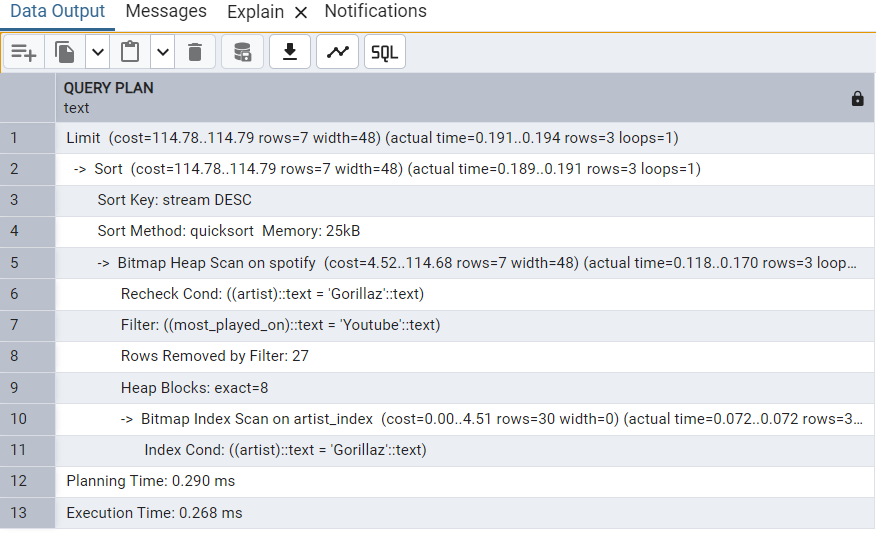 Data Output Messages Explain × Notifications
SQL
QUERY PLAN
text
1 Limit (cost=114.78..114.79 rows=7 width=48) (actual time=0.191..0.194 rows=3 loops=1)
2 -> Sort (cost=114.78..114.79 rows=7 width=48) (actual time=0.189..0.191 rows=3 loops=1)
3 Sort Key: stream DESC
4 Sort Method: quicksort Memory: 25kB
5 -> Bitmap Heap Scan on spotify (cost=4.52..114.68 rows=7 width=48) (actual time=0.118..0.170 rows=3 loop...
6 Recheck Cond: ((artist)::text = 'Gorillaz'::text)
7 Filter: ((most_played_on)::text = 'Youtube'::text)
8 Rows Removed by Filter: 27
9 Heap Blocks: exact=8
10 -> Bitmap Index Scan on artist_index (cost=0.00..4.51 rows=30 width=0) (actual time=0.072..0.072 rows=3...
11 Index Cond: ((artist)::text = 'Gorillaz'::text)
12 Planning Time: 0.290 ms
13 Execution Time: 0.268 ms